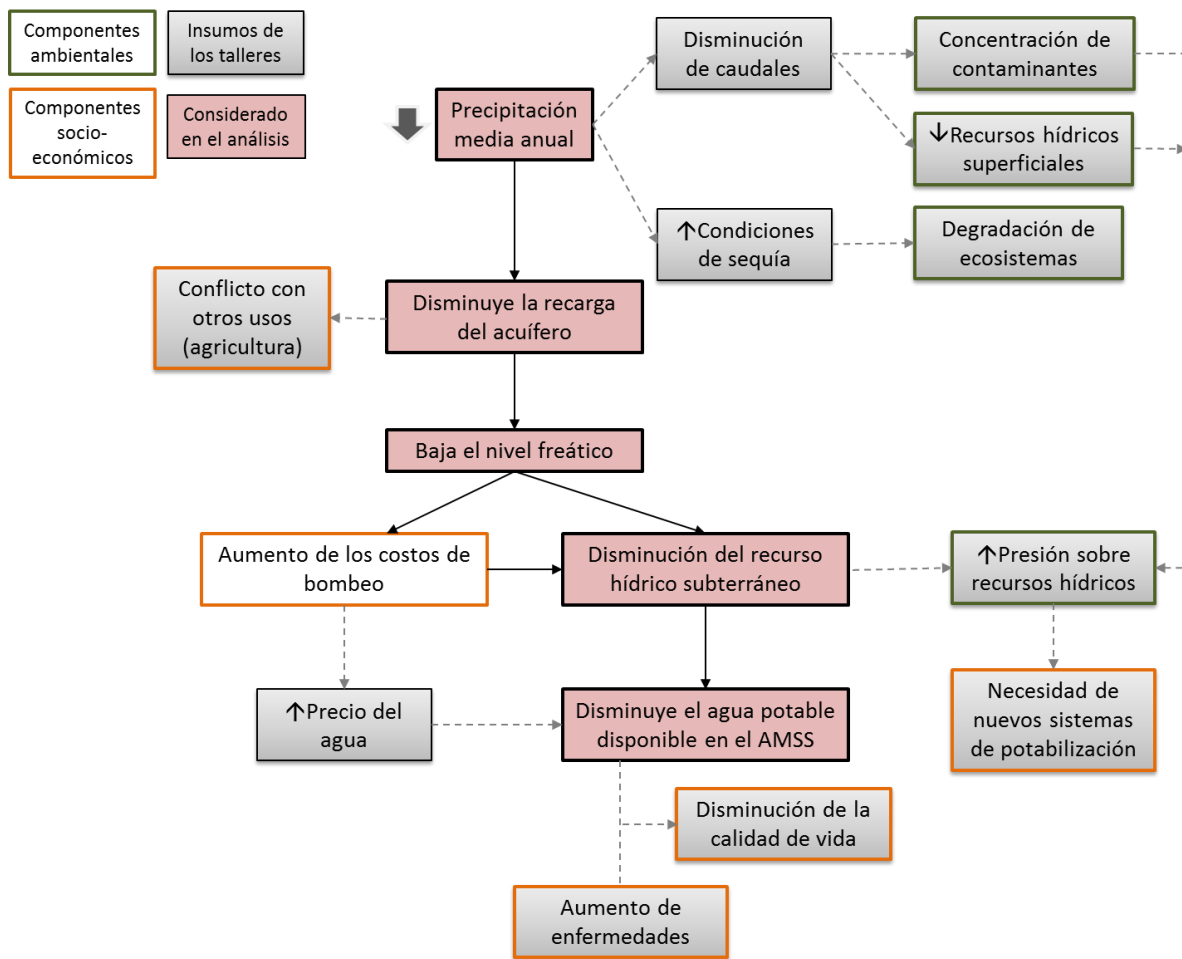 Componentes
ambientales
Insumos de
los talleres
Componentes
socio-
económicos
Considerado
en el análisis
Precipitación
media anual
Disminución
de caudales
Concentración de
contaminantes
↓Recursos hídricos
superficiales
↑Condiciones
de sequía
Degradación de
ecosistemas
Conflicto con
otros usos
(agricultura)
Disminuye la recarga
del acuífero
Baja el nivel freático
Aumento de los costos de
bombeo
Disminución del recurso
hídrico subterráneo
↑Presión sobre
recursos hídricos
↑Precio del
agua
Disminuye el agua potable
disponible en el AMSS
Necesidad de
nuevos sistemas
de potabilización
Disminución de la
calidad de vida
Aumento de
enfermedades